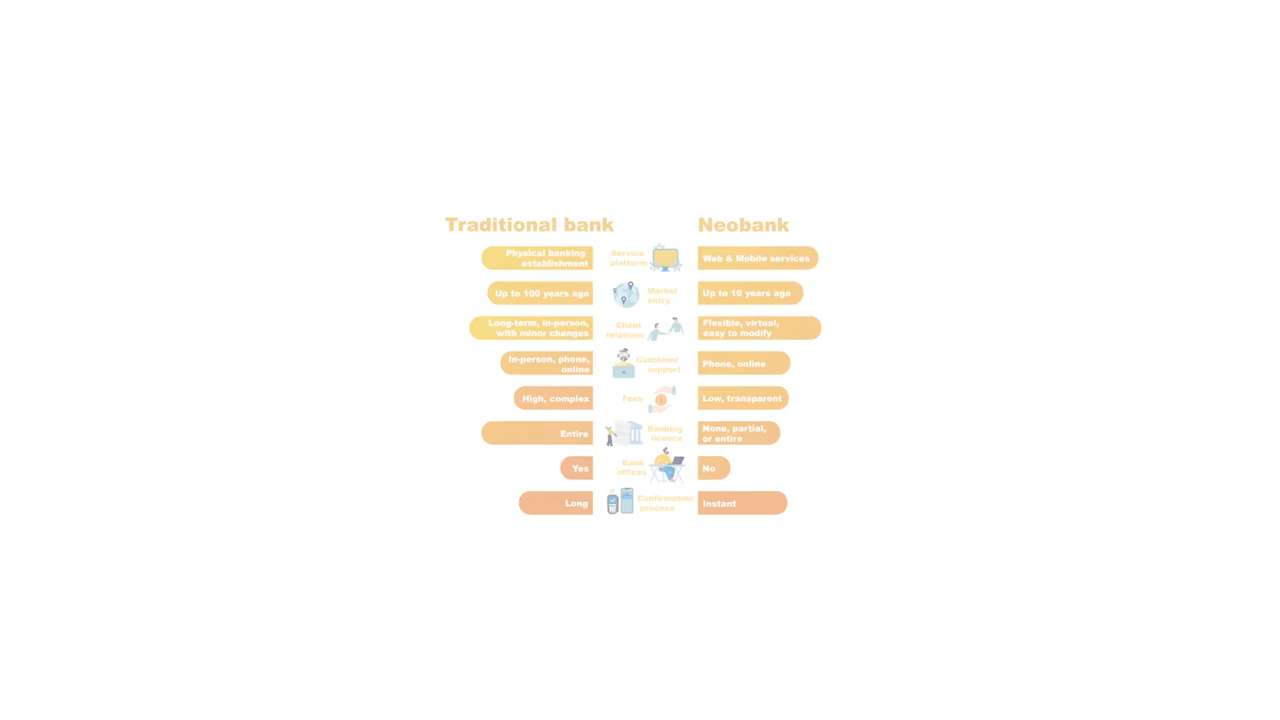 Traditional bank
Neobank
Physical banking
establishment
Service
platform
Web & Mobile services
Up to 100 years ago
Market
entry
Up to 10 years ago
Long-term, in-person,
with minor changes
Client
relations
Flexible, virtual,
easy to modify
In-person, phone,
online
Customer
support
Phone, online
High, complex
Fees
Low, transparent
Entire
Banking
licence
None, partial,
or entire
Yes
Bank
offices
No
Long
Confirmation
process
Instant